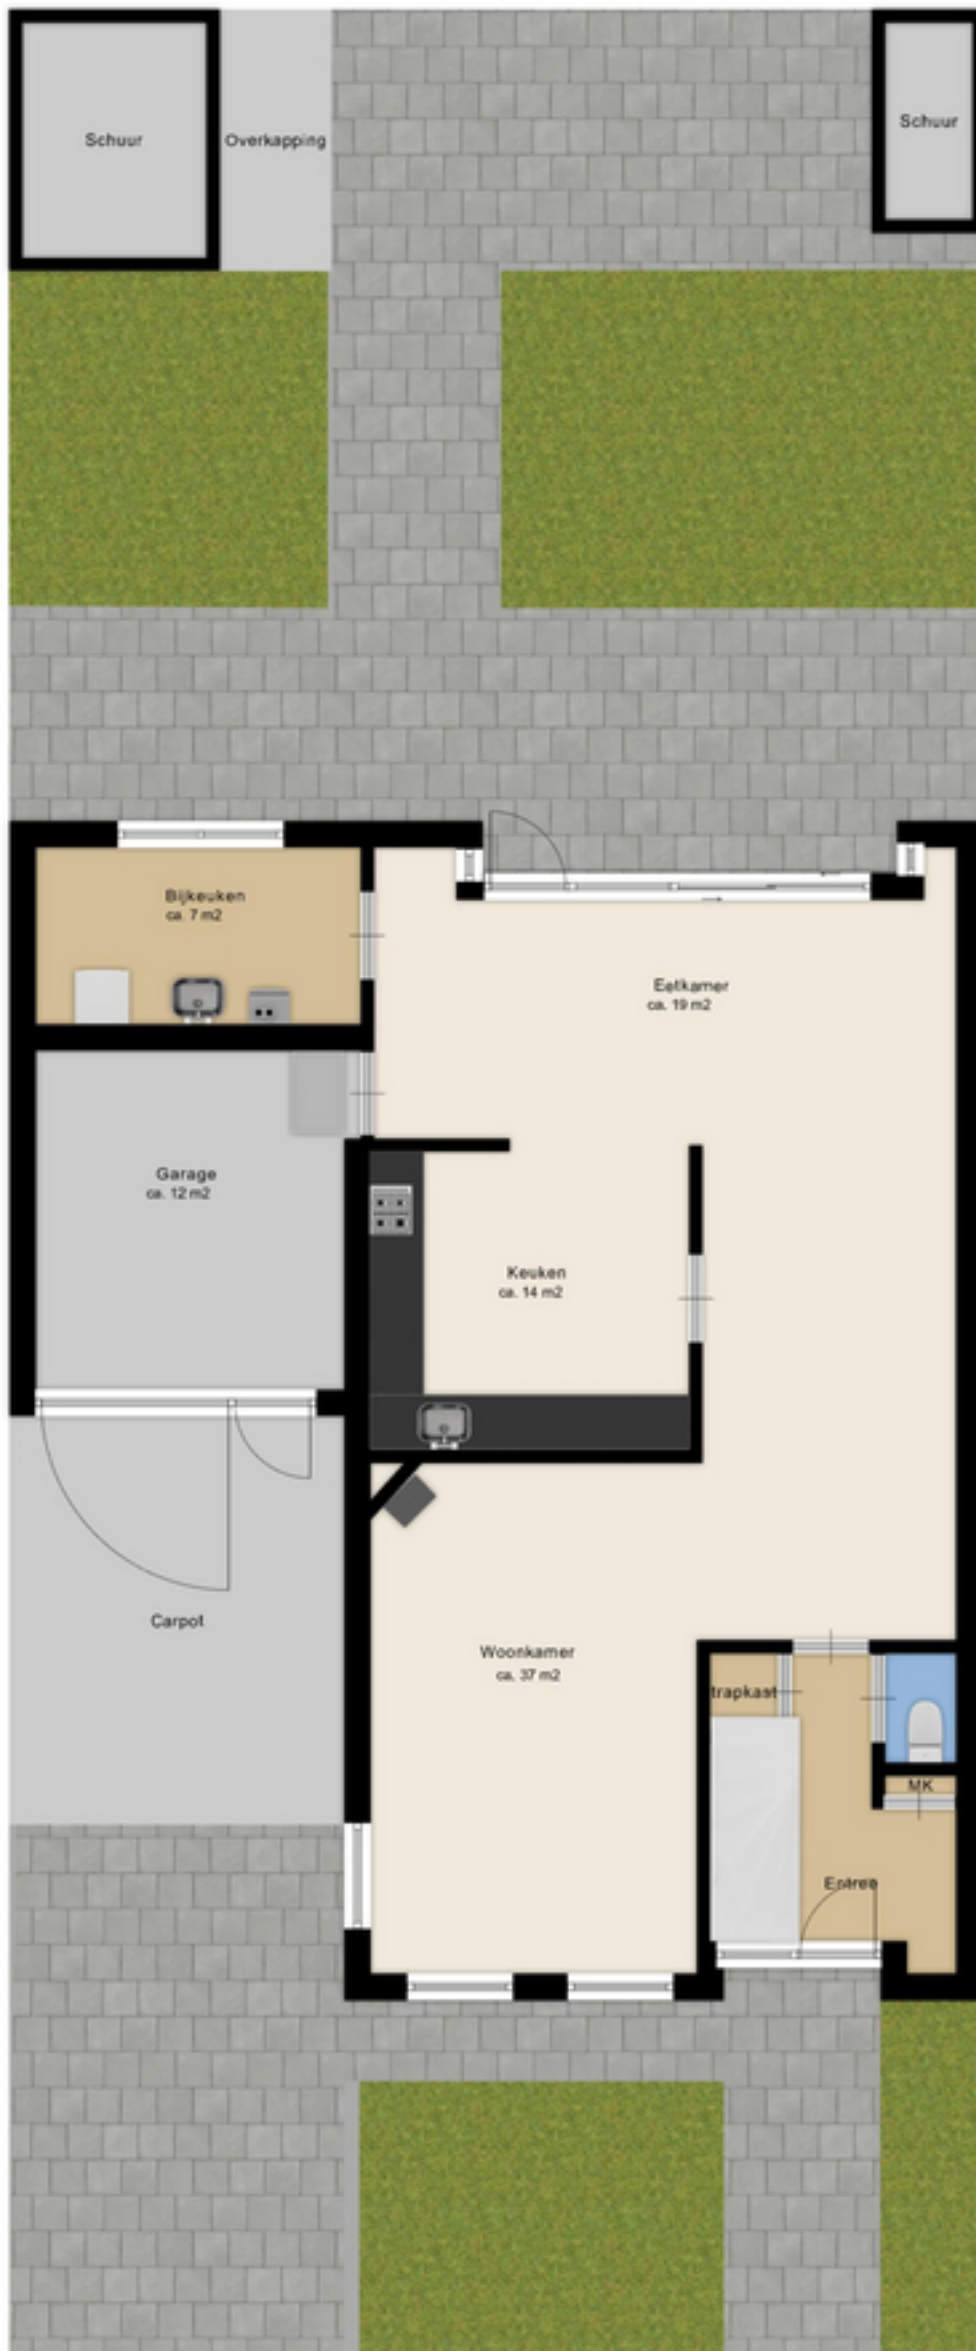 Schuur
Overkapping
Schuur
Bijkeuken
ca. 7 m2
Eetkamer
ca. 19 m2
Garage
ca. 12 m2
Keuken
ca. 14 m2
Carpot
Woonkamer
ca. 37 m2
trapkast
MK
Entree